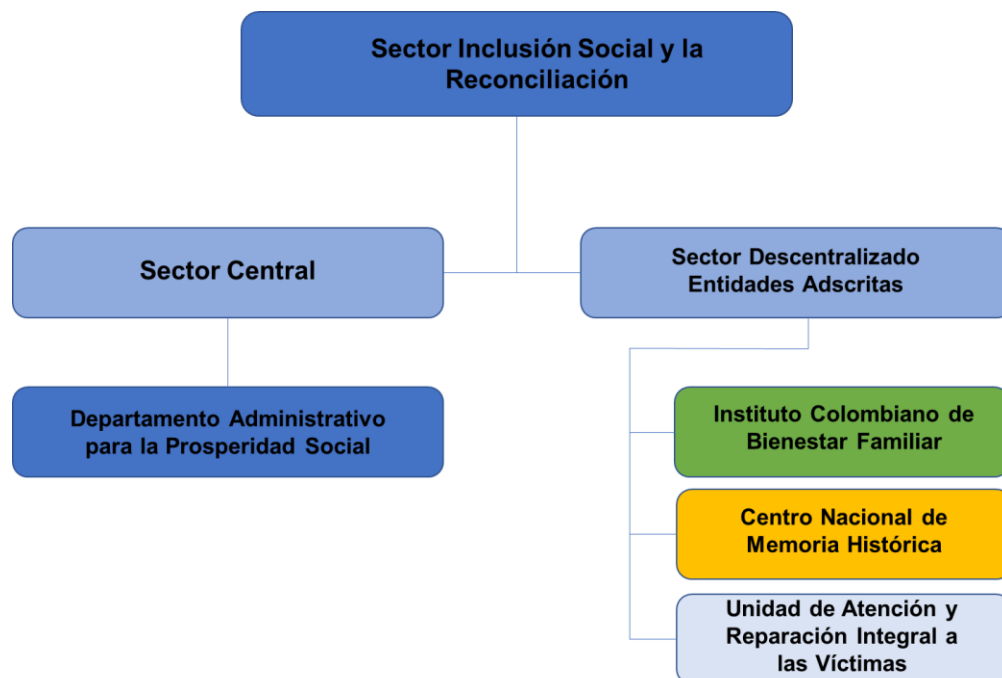 Sector Inclusión Social y la
Reconciliación
Sector Central
Sector Descentralizado
Entidades Adscritas
Departamento Administrativo
para la Prosperidad Social
Instituto Colombiano de
Bienestar Familiar
Centro Nacional de
Memoria Histórica
Unidad de Atención y
Reparación Integral a
las Víctimas